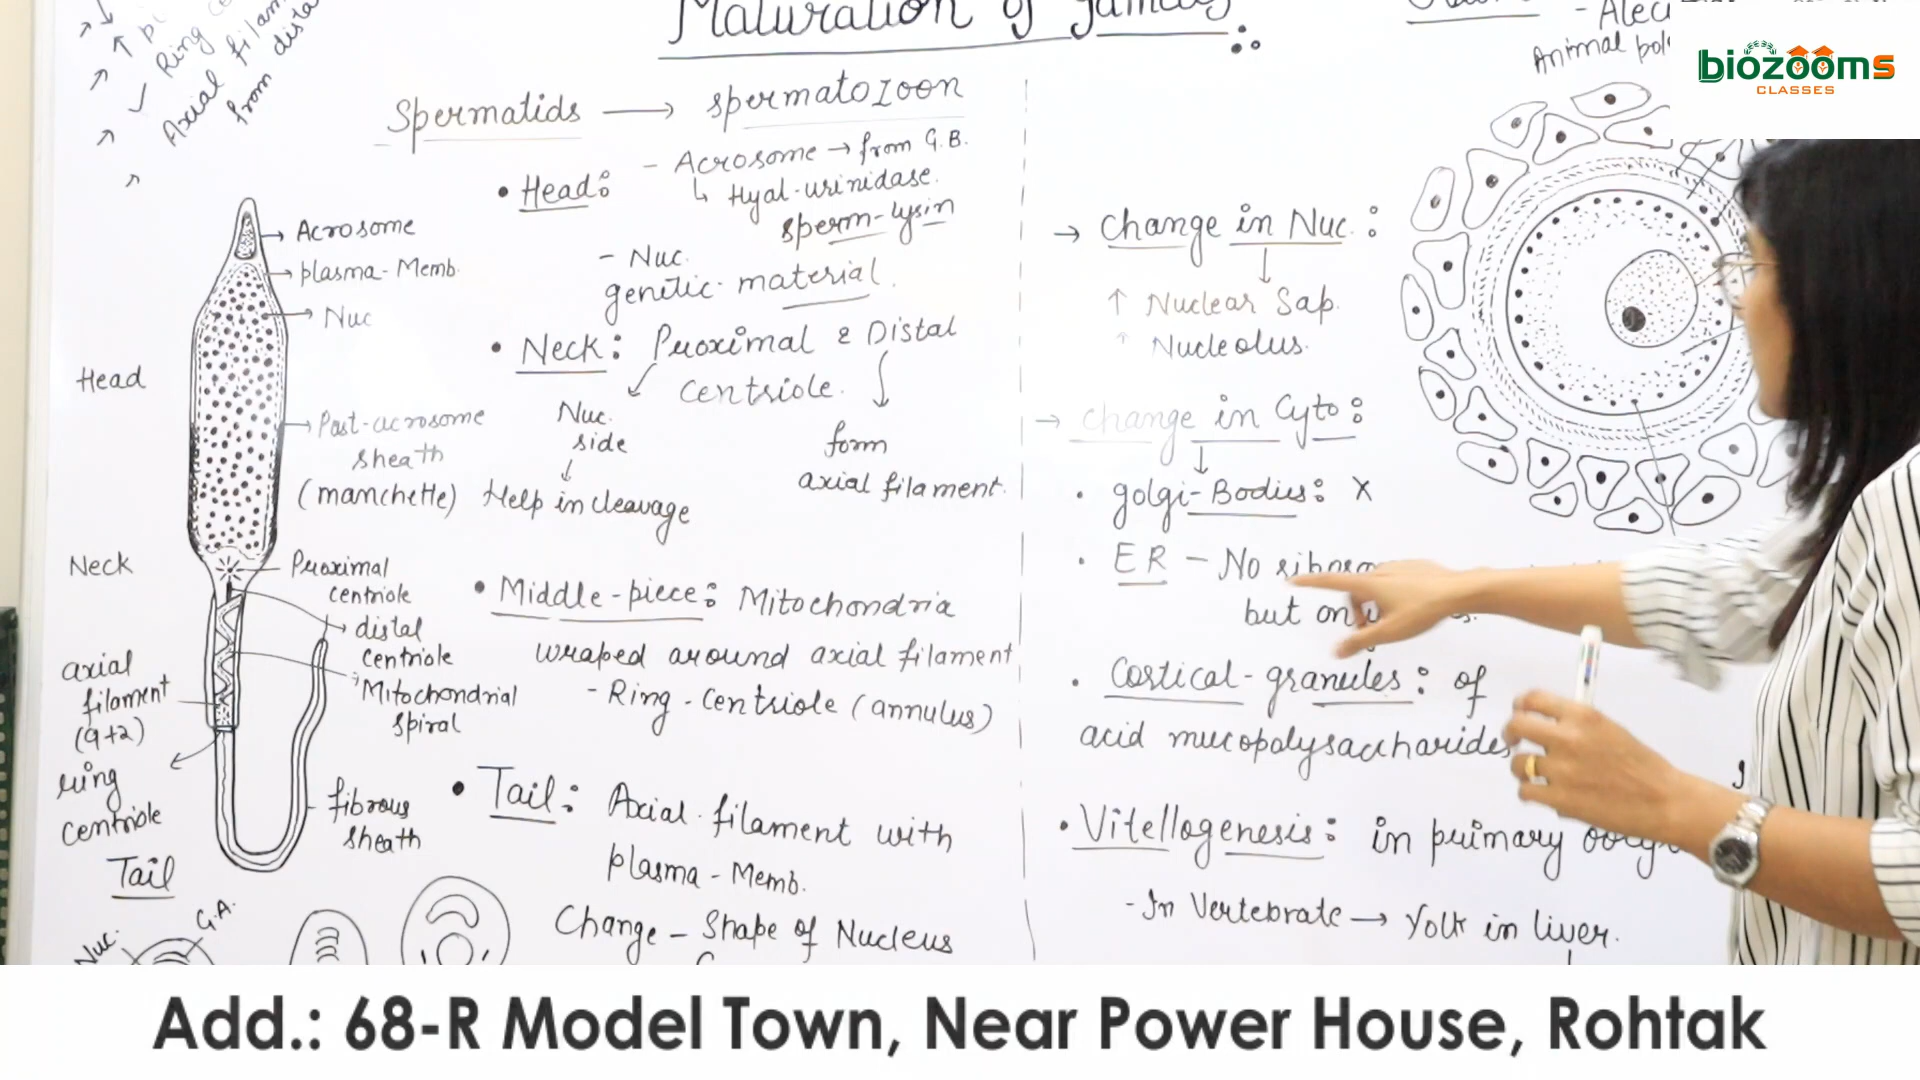 Maturation of gametes
Ring
Axial filam
from dista
Spermatids → spermatozoon
• Head:
- Acrosome → from G.B.
↳ Hyal-urinidase.
sperm-lysin
- Nuc.
genetic material.
• Neck: Proximal & Distal
centriole.
Nuc.
side
↓
Help in cleavage
form
axial filament.
• Middle-piece: Mitochondria
wraped around axial filament
- Ring-centriole (annulus)
• Tail: Axial filament with
plasma-Memb.
Change - Shape of Nucleus
→ Acrosome
→ plasma-Memb.
→ Nuc
Head
→ Post-acrosome
sheath
(manchette)
Neck
Proximal
centriole
distal
centriole
Mitochondrial
spiral
axial
filament
(9+2)
ring
centriole
fibrous
sheath
Tail
Nuc.
G.A.
→ Change in Nuc.:
↓
↑ Nuclear Sap.
↑ Nucleolus.
→ change in Cyto:
↓
• golgi-Bodies: X
• ER - No
but
• Cortical-granules: of
acid mucopolysaccharides
• Vitellogenesis: in primary
- In Vertebrate → Yolk in liver.
Animal
biozooms
CLASSES
Add.: 68-R Model Town, Near Power House, Rohtak